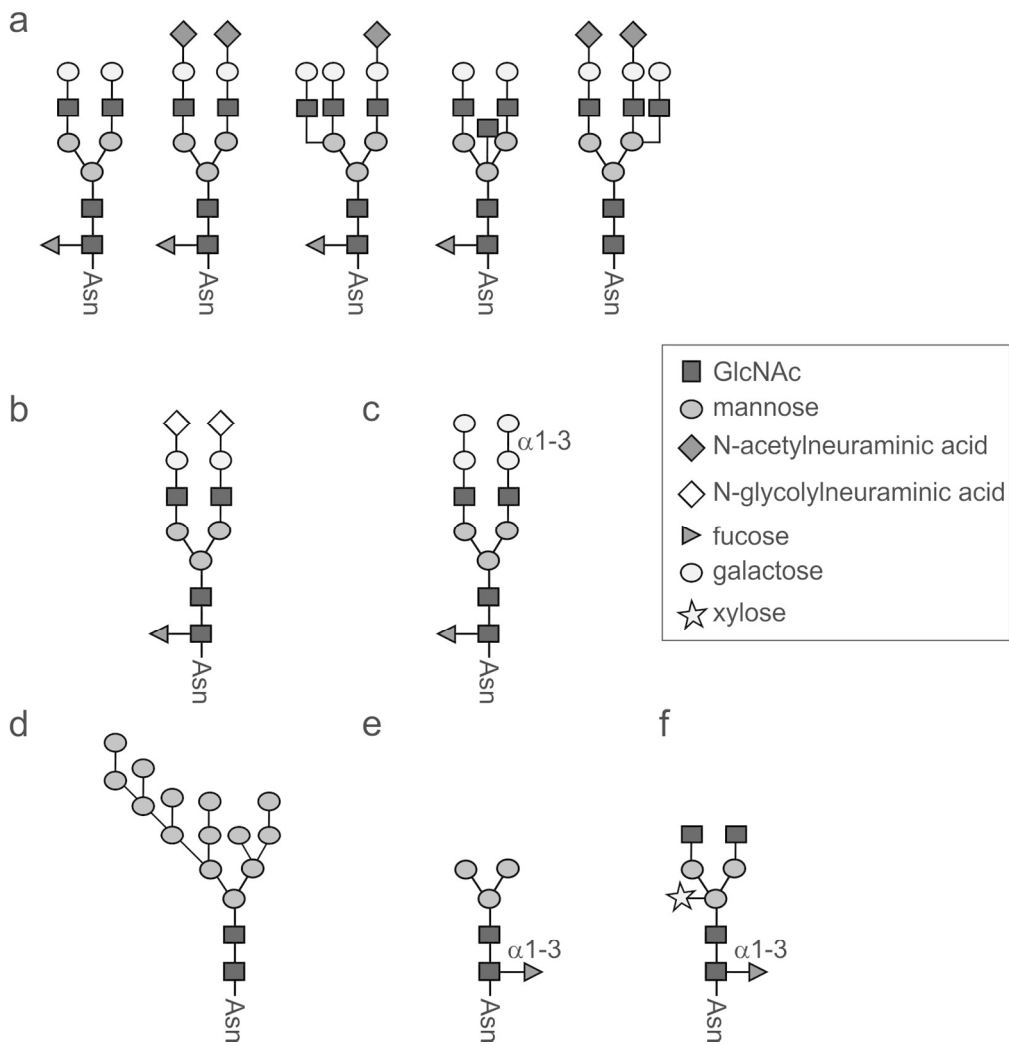 a
Asn
Asn
Asn
Asn
Asn
b
c
α1-3
Asn
Asn
GlcNAc
mannose
N-acetylneuraminic acid
N-glycolylneuraminic acid
fucose
galactose
xylose
d
e
f
α1-3
α1-3
Asn
Asn
Asn